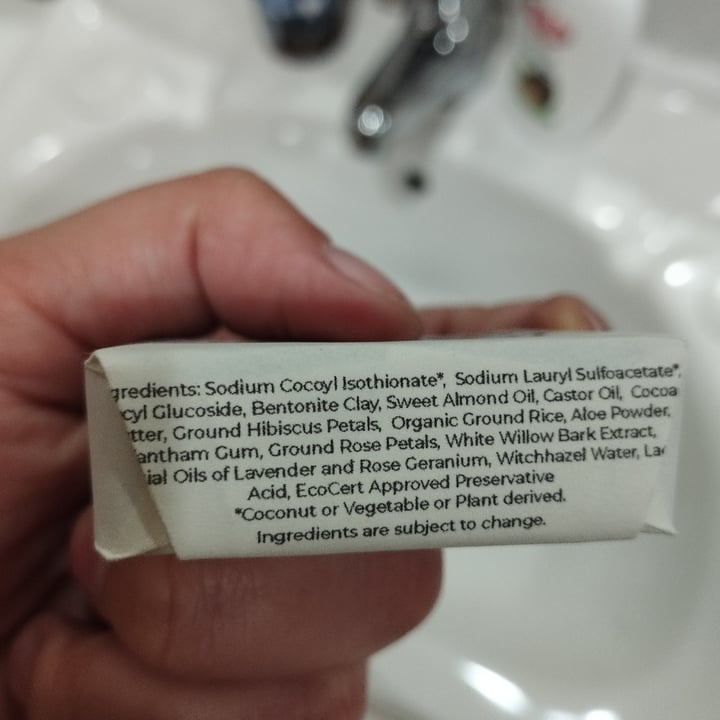 gredients: Sodium Cocoyl Isothionate*, Sodium Lauryl Sulfoacetate*,
cyl Glucoside, Bentonite Clay, Sweet Almond Oil, Castor Oil, Cocoa
tter, Ground Hibiscus Petals, Organic Ground Rice, Aloe Powder,
antham Gum, Ground Rose Petals, White Willow Bark Extract,
ial Oils of Lavender and Rose Geranium, Witchhazel Water, Lac
Acid, EcoCert Approved Preservative
*Coconut or Vegetable or Plant derived.
Ingredients are subject to change.